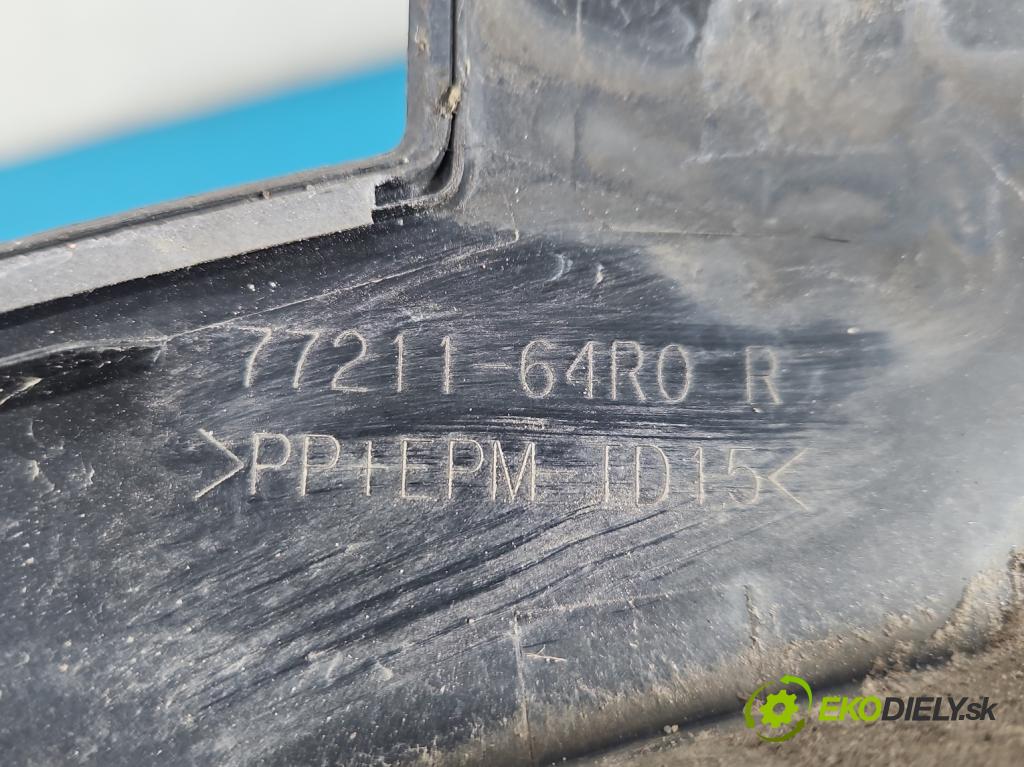 77211-64R0 R
>PP+EPM-TD15<
EKODIELY.sk